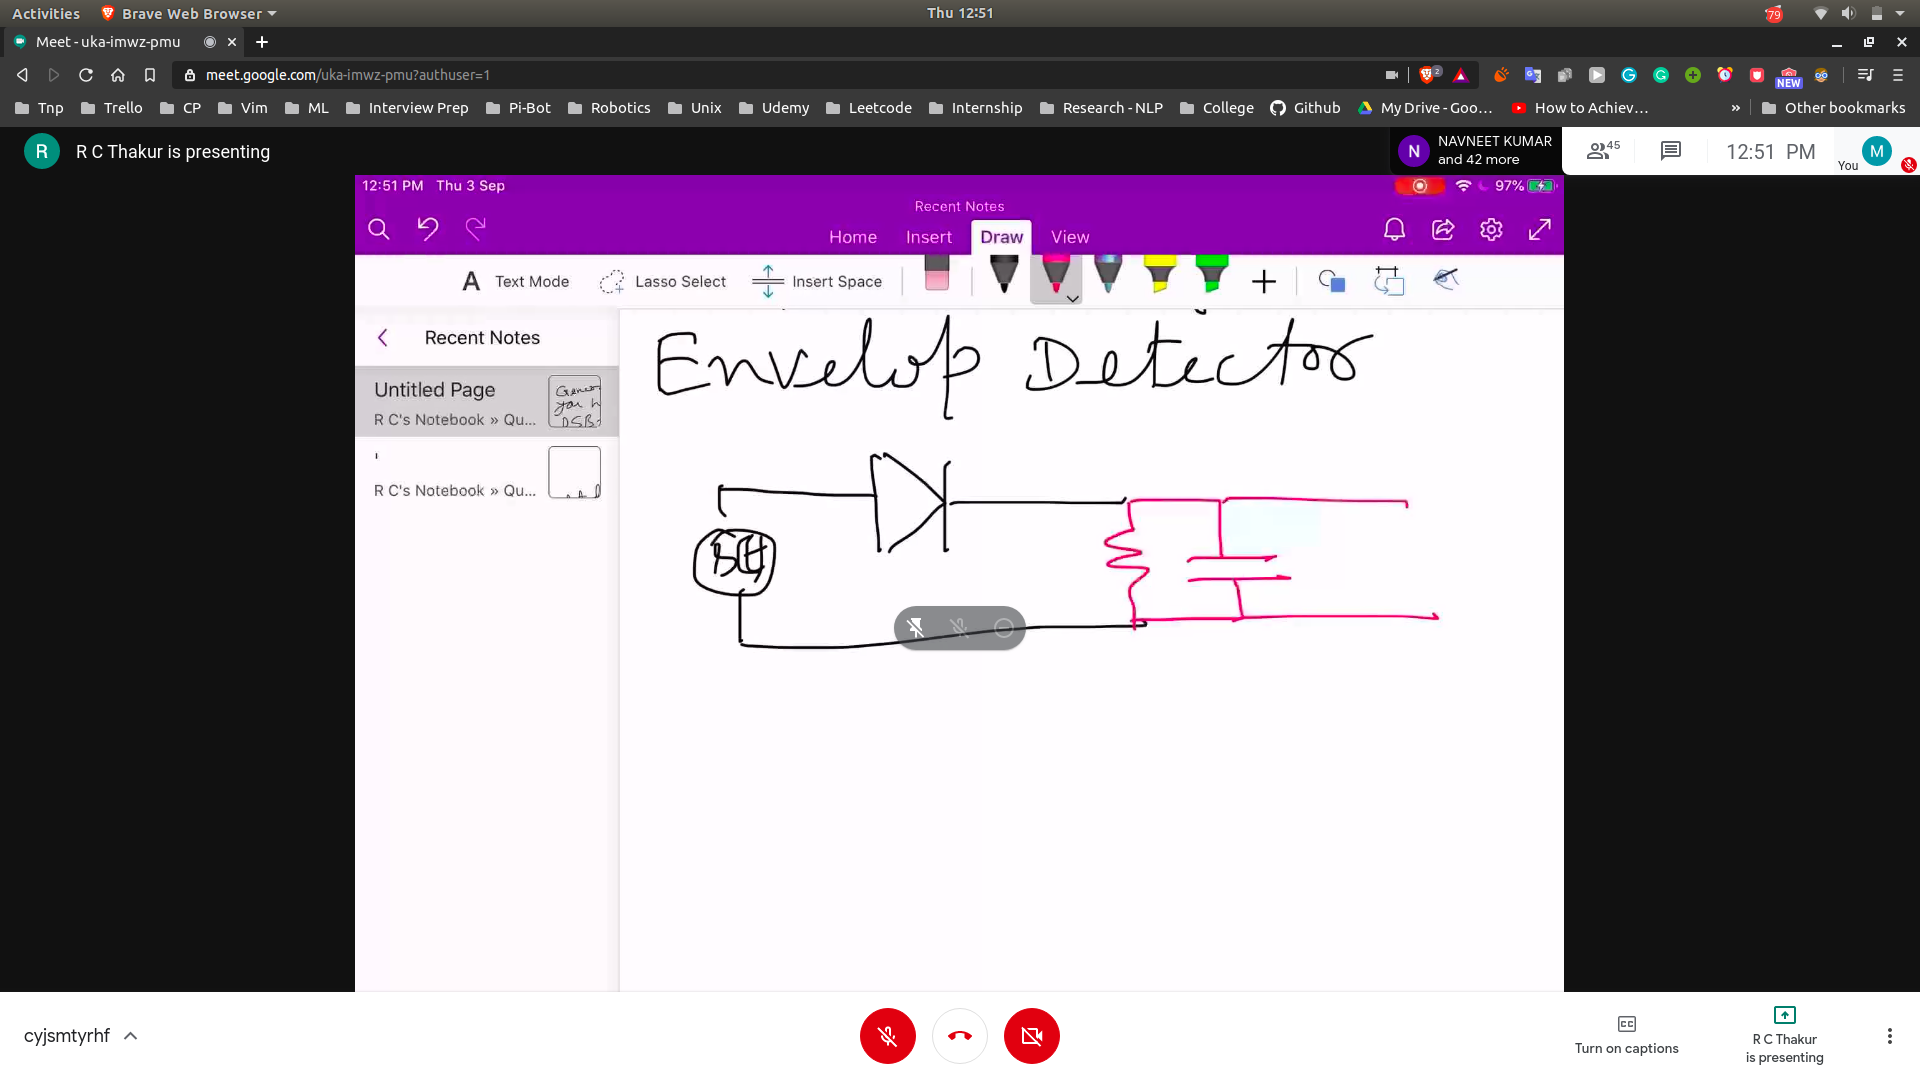 Activities Brave Web Browser Thu 12:51 79
Meet - uka-imwz-pmu
meet.google.com/uka-imwz-pmu?authuser=1 2 NEW
Tnp Trello CP Vim ML Interview Prep Pi-Bot Robotics Unix Udemy Leetcode Internship Research - NLP College Github My Drive - Goo... How to Achiev... » Other bookmarks
R R C Thakur is presenting N NAVNEET KUMAR and 42 more 45 12:51 PM You M
12:51 PM Thu 3 Sep 97%
Recent Notes
Home Insert Draw View
A Text Mode Lasso Select Insert Space
Recent Notes
Untitled Page
R C's Notebook » Qu...
R C's Notebook » Qu...
Envelop Detector
cyjsmtyrhf
Turn on captions
R C Thakur
is presenting